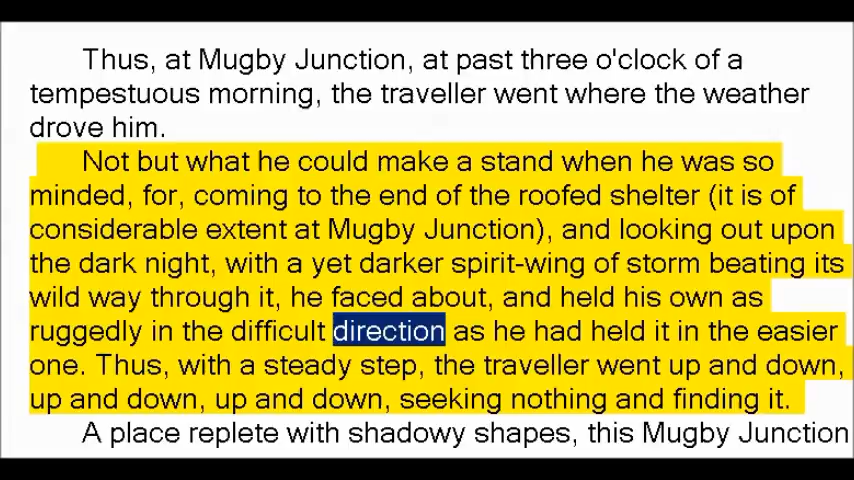 Thus, at Mugby Junction, at past three o'clock of a
tempestuous morning, the traveller went where the weather
drove him.
Not but what he could make a stand when he was so
minded, for, coming to the end of the roofed shelter (it is of
considerable extent at Mugby Junction), and looking out upon
the dark night, with a yet darker spirit-wing of storm beating its
wild way through it, he faced about, and held his own as
ruggedly in the difficult direction as he had held it in the easier
one. Thus, with a steady step, the traveller went up and down,
up and down, up and down, seeking nothing and finding it.
A place replete with shadowy shapes, this Mugby Junction